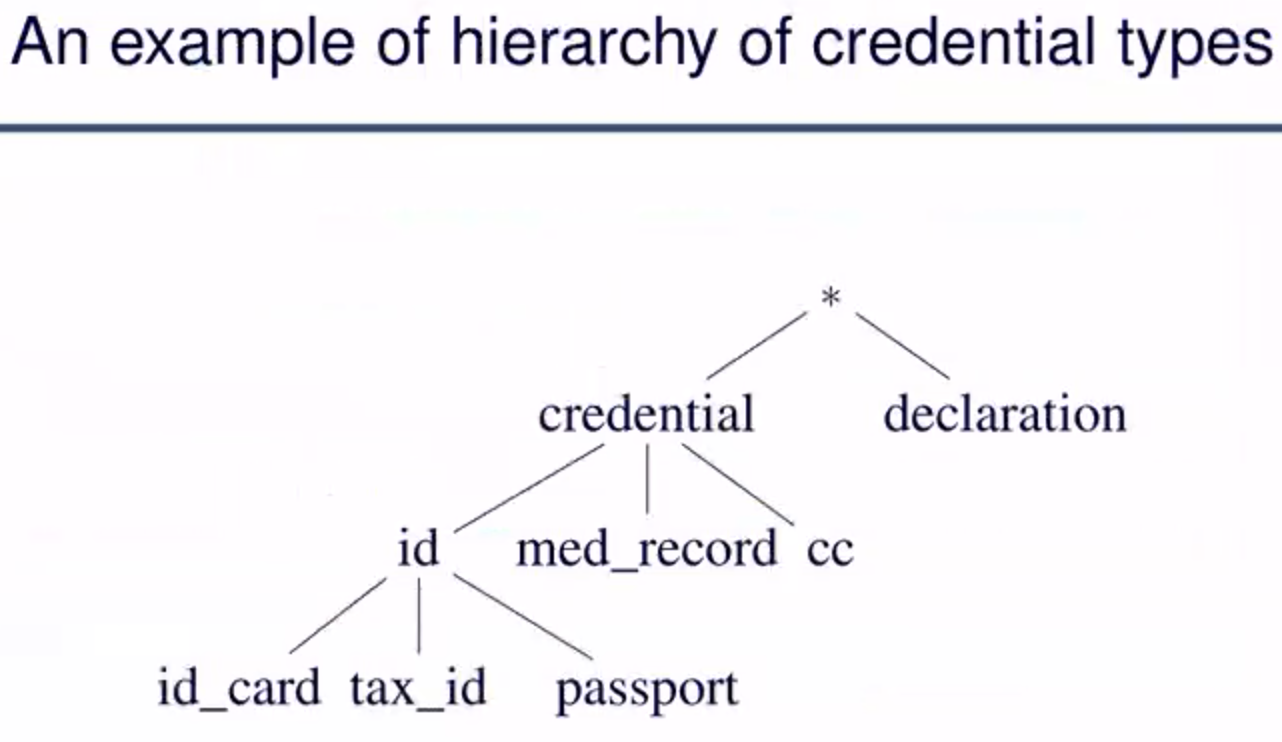 An example of hierarchy of credential types
*
credential declaration
id med_record cc
id_card tax_id passport